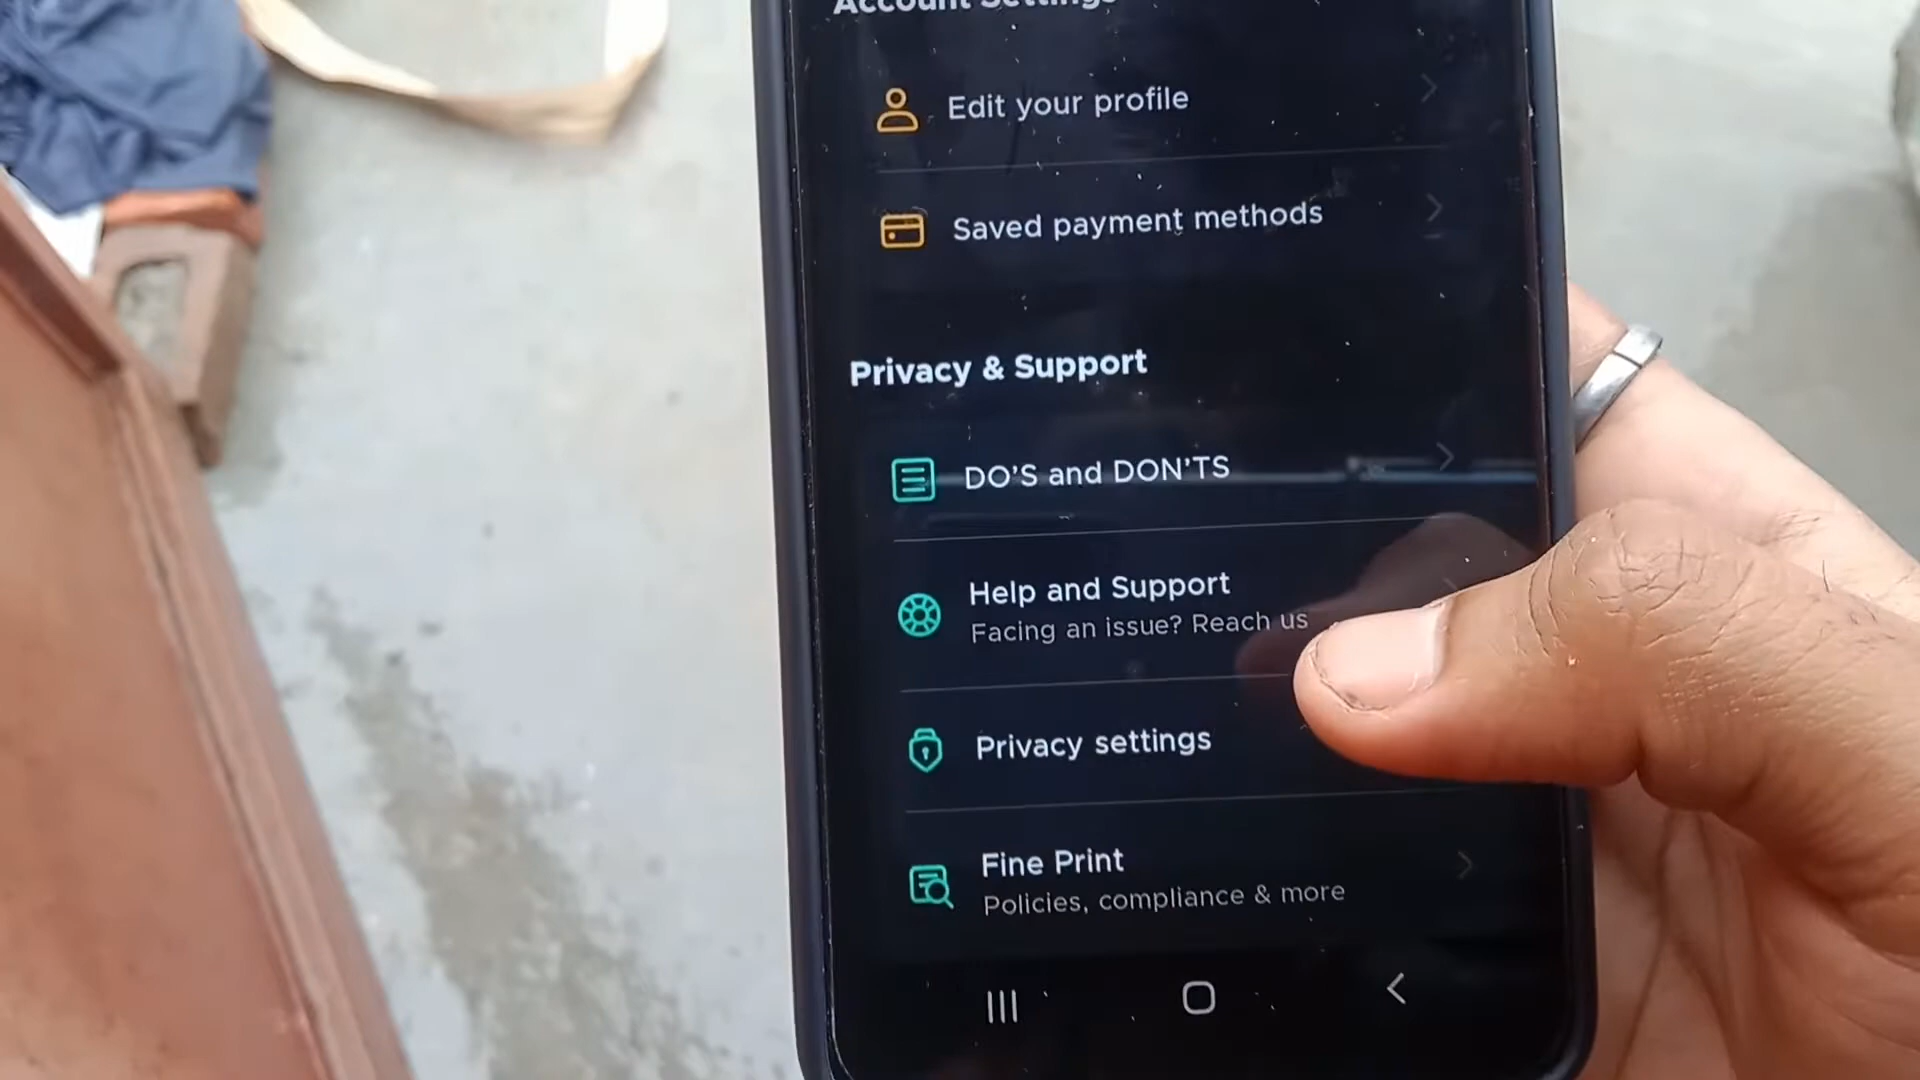 Account Settings
Edit your profile
Saved payment methods
Privacy & Support
DO'S and DON'TS
Help and Support
Facing an issue? Reach us
Privacy settings
Fine Print
Policies, compliance & more